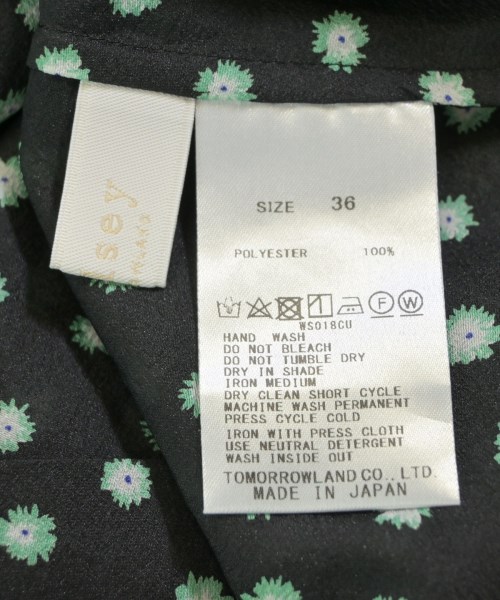 SIZE 36
POLYESTER 100%
F W
WS018CU
HAND WASH
DO NOT BLEACH
DO NOT TUMBLE DRY
DRY IN SHADE
IRON MEDIUM
DRY CLEAN SHORT CYCLE
MACHINE WASH PERMANENT
PRESS CYCLE COLD
IRON WITH PRESS CLOTH
USE NEUTRAL DETERGENT
WASH INSIDE OUT
TOMORROWLAND CO., LTD.
MADE IN JAPAN